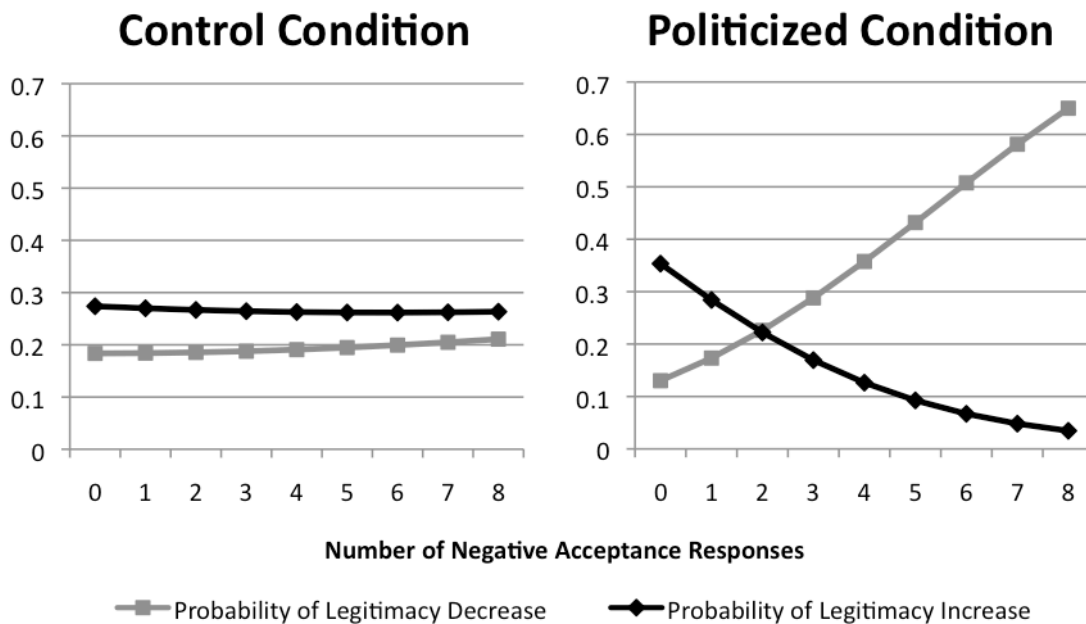 Control Condition
Politicized Condition
0.7
0.6
0.5
0.4
0.3
0.2
0.1
0
0 1 2 3 4 5 6 7 8
0.7
0.6
0.5
0.4
0.3
0.2
0.1
0
0 1 2 3 4 5 6 7 8
Number of Negative Acceptance Responses
Probability of Legitimacy Decrease
Probability of Legitimacy Increase